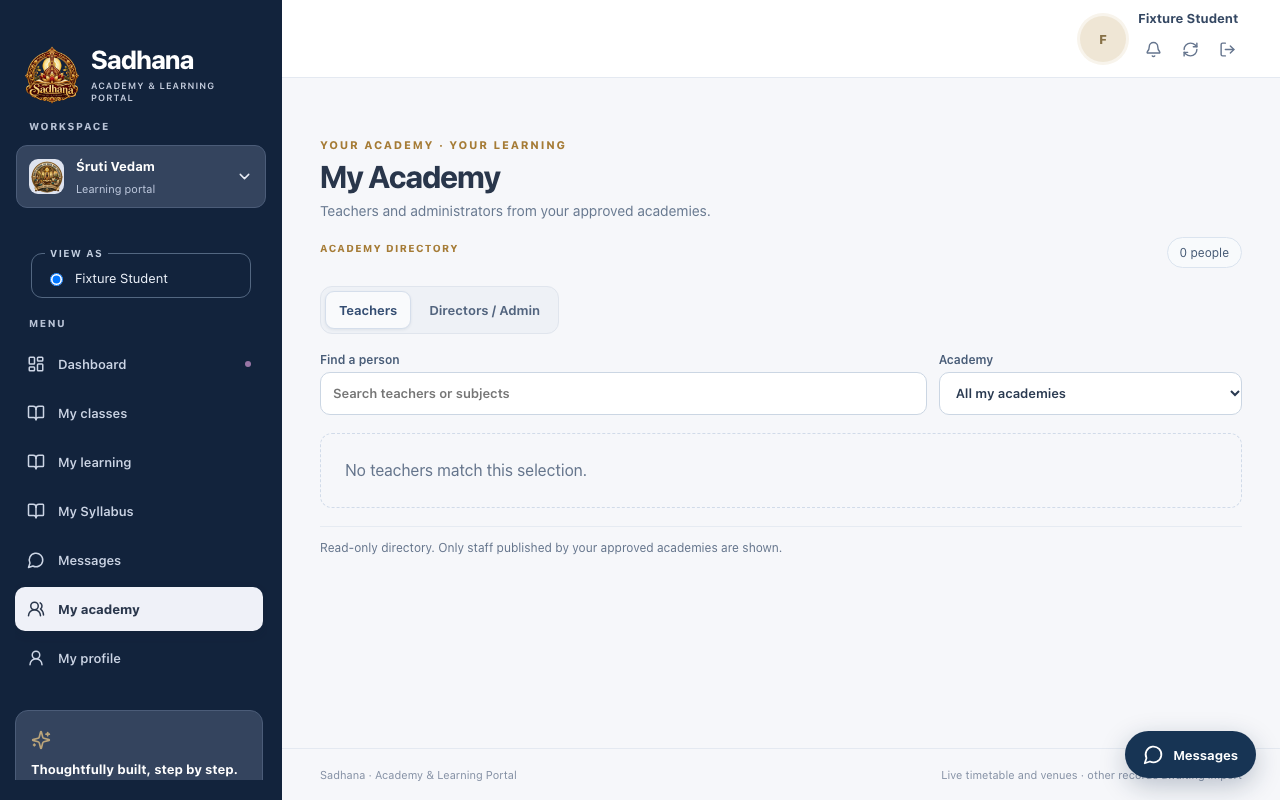 Sadhana
ACADEMY & LEARNING
PORTAL
Sadhana
WORKSPACE
Śruti Vedam
Learning portal
VIEW AS
Fixture Student
MENU
Dashboard
My classes
My learning
My Syllabus
Messages
My academy
My profile
Thoughtfully built, step by step.
F
Fixture Student
YOUR ACADEMY · YOUR LEARNING
My Academy
Teachers and administrators from your approved academies.
ACADEMY DIRECTORY
0 people
Teachers
Directors / Admin
Find a person
Academy
Search teachers or subjects
All my academies
No teachers match this selection.
Read-only directory. Only staff published by your approved academies are shown.
Sadhana · Academy & Learning Portal
Live timetable and venues · other
Messages